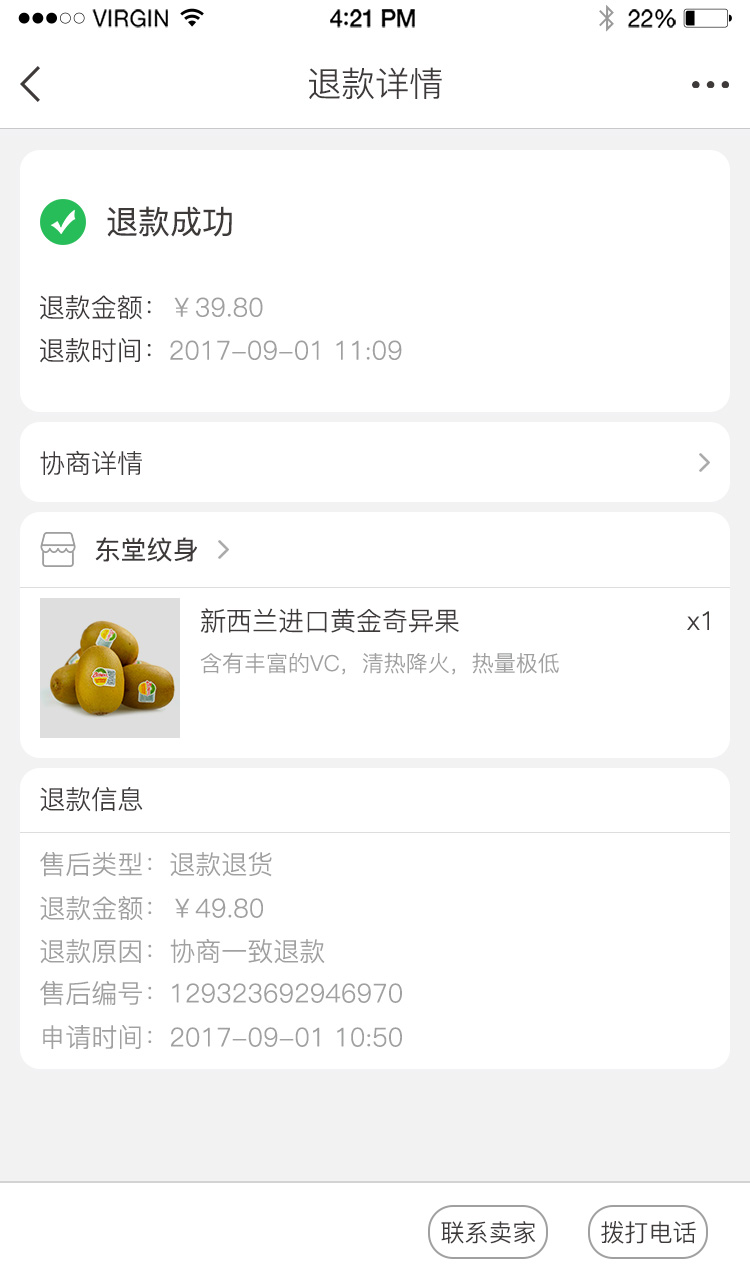 VIRGIN 4:21 PM 22%
退款详情
退款成功
退款金额：￥39.80
退款时间：2017-09-01 11:09
协商详情
东堂纹身
新西兰进口黄金奇异果 x1
含有丰富的VC，清热降火，热量极低
退款信息
售后类型：退款退货
退款金额：￥49.80
退款原因：协商一致退款
售后编号：129323692946970
申请时间：2017-09-01 10:50
联系卖家 拨打电话